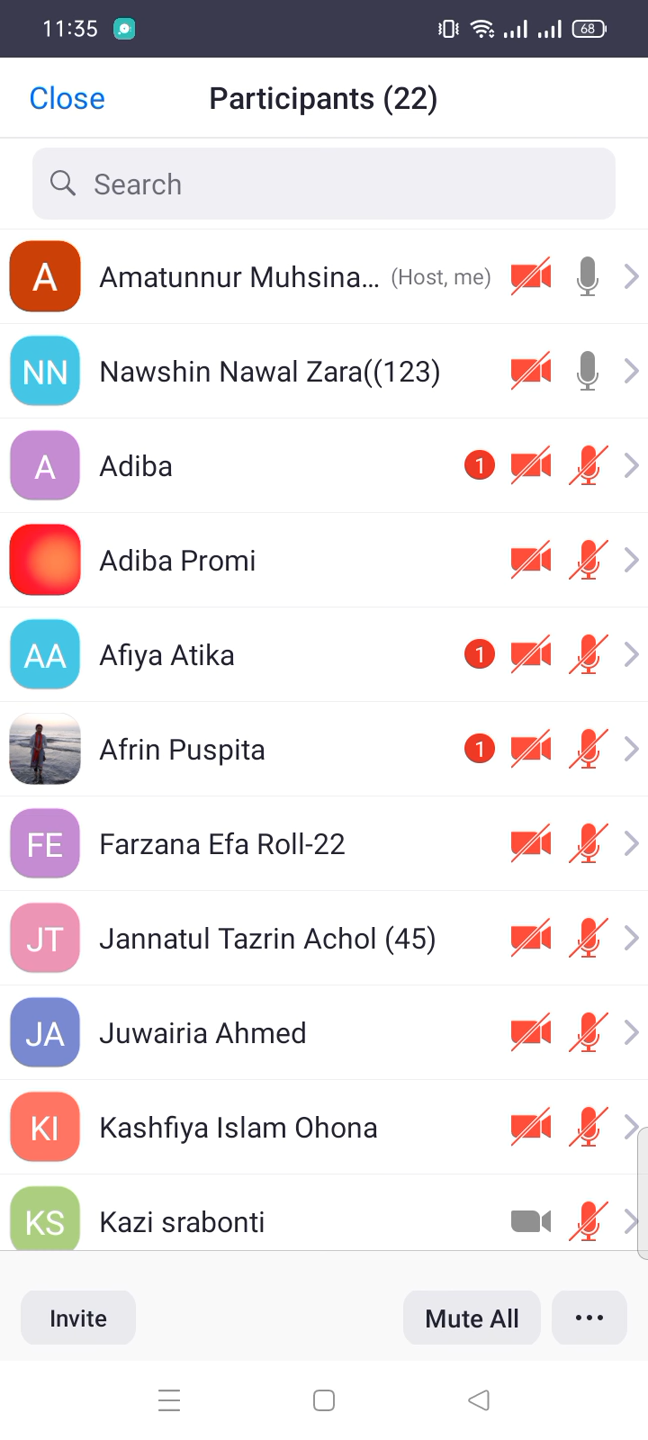 11:35 68
Close Participants (22)
Search
A Amatunnur Muhsina... (Host, me)
NN Nawshin Nawal Zara((123)
A Adiba 1
Adiba Promi
AA Afiya Atika 1
Afrin Puspita 1
FE Farzana Efa Roll-22
JT Jannatul Tazrin Achol (45)
JA Juwairia Ahmed
KI Kashfiya Islam Ohona
KS Kazi srabonti
Invite Mute All ...